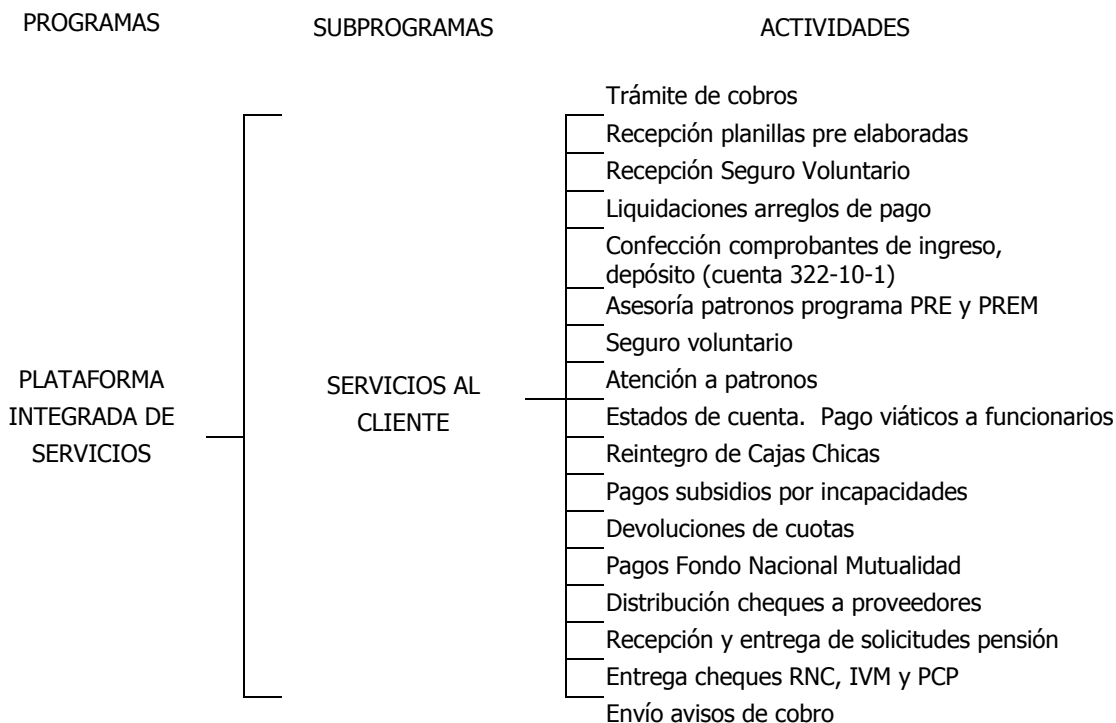 PROGRAMAS
SUBPROGRAMAS
ACTIVIDADES
PLATAFORMA
INTEGRADA DE
SERVICIOS
SERVICIOS AL
CLIENTE
Trámite de cobros
Recepción planillas pre elaboradas
Recepción Seguro Voluntario
Liquidaciones arreglos de pago
Confección comprobantes de ingreso,
depósito (cuenta 322-10-1)
Asesoría patronos programa PRE y PREM
Seguro voluntario
Atención a patronos
Estados de cuenta.  Pago viáticos a funcionarios
Reintegro de Cajas Chicas
Pagos subsidios por incapacidades
Devoluciones de cuotas
Pagos Fondo Nacional Mutualidad
Distribución cheques a proveedores
Recepción y entrega de solicitudes pensión
Entrega cheques RNC, IVM y PCP
Envío avisos de cobro